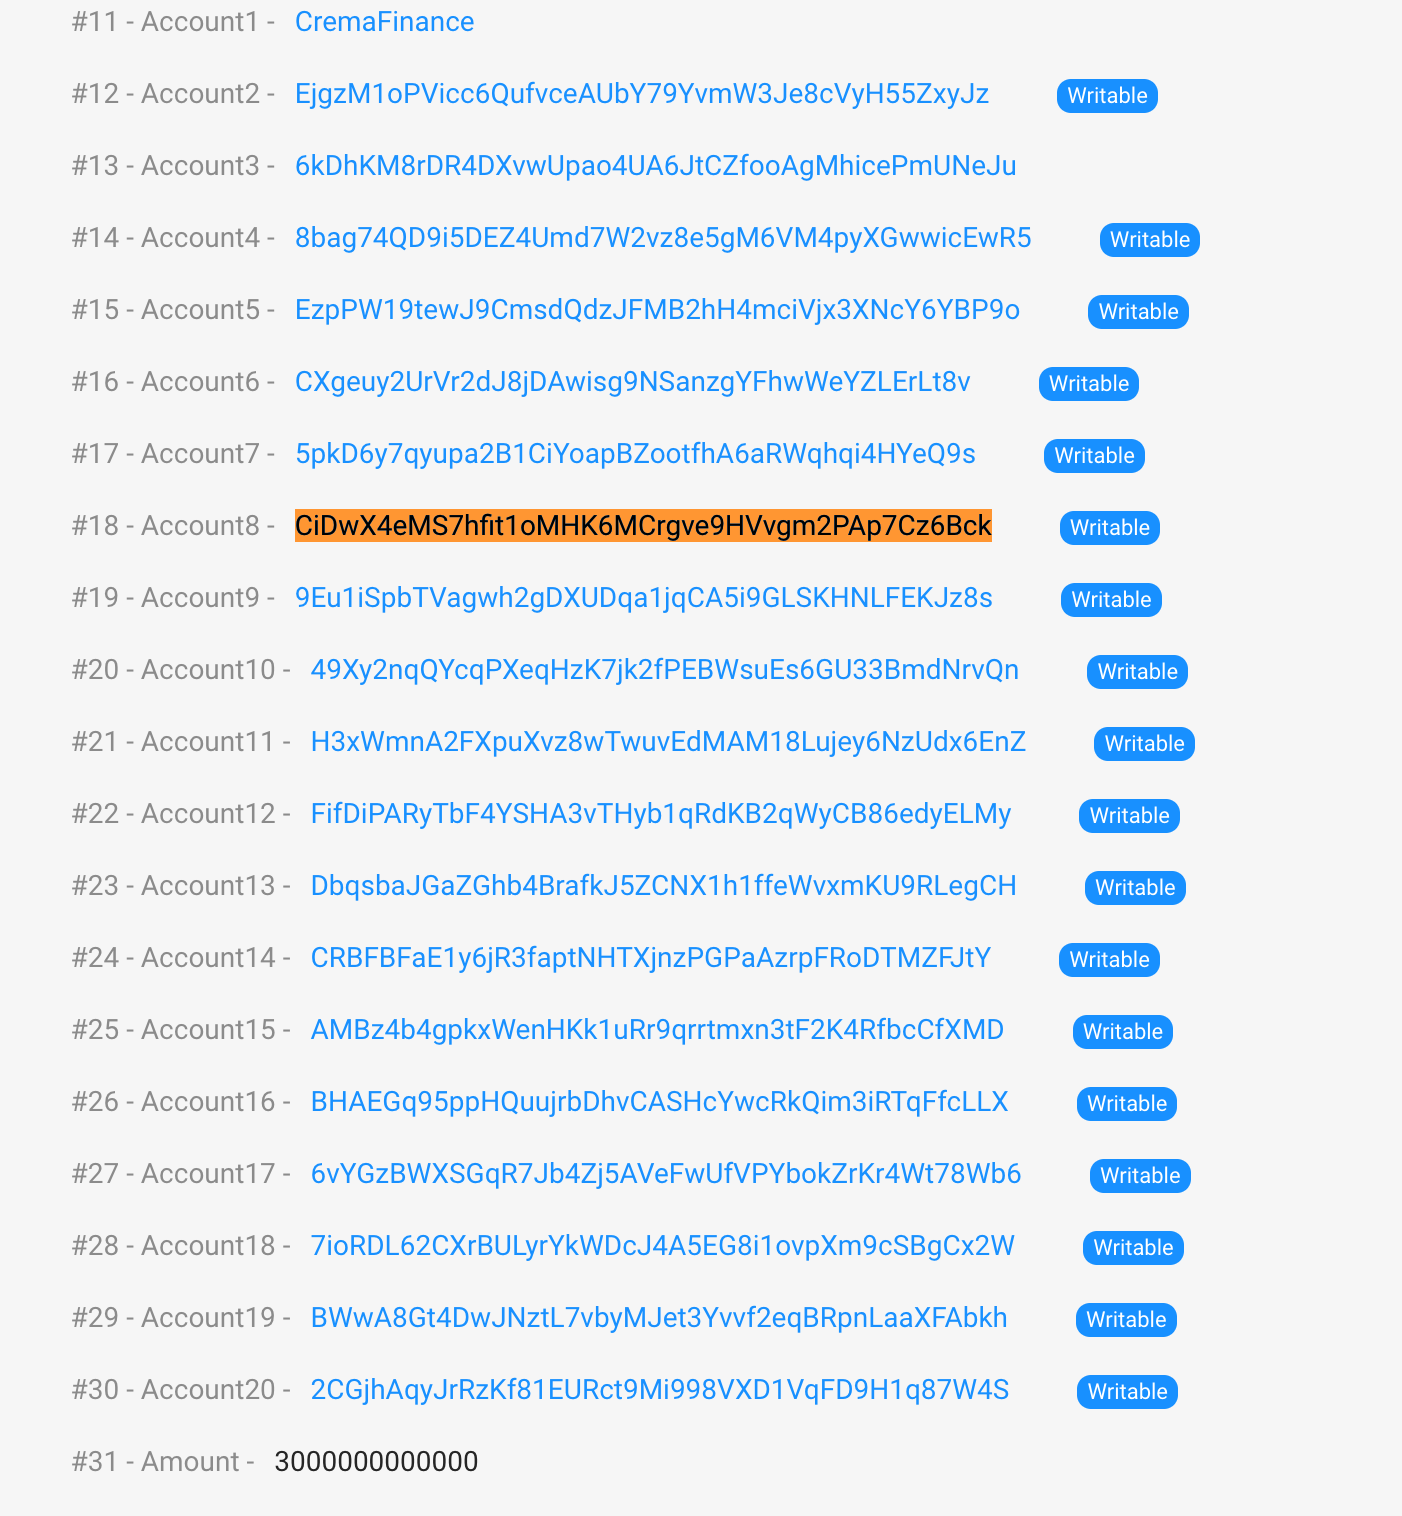 #11 - Account1 - CremaFinance
#12 - Account2 - EjgzM1oPVicc6QufvceAUbY79YvmW3Je8cVyH55ZxyJz Writable
#13 - Account3 - 6kDhKM8rDR4DXvwUpao4UA6JtCZfooAgMhicePmUNeJu
#14 - Account4 - 8bag74QD9i5DEZ4Umd7W2vz8e5gM6VM4pyXGwwicEwR5 Writable
#15 - Account5 - EzpPW19tewJ9CmsdQdzJFMB2hH4mciVjx3XNcY6YBP9o Writable
#16 - Account6 - CXgeuy2UrVr2dJ8jDAwisg9NSanzgYFhwWeYZLErLt8v Writable
#17 - Account7 - 5pkD6y7qyupa2B1CiYoapBZootfhA6aRWqhqi4HYeQ9s Writable
#18 - Account8 - CiDwX4eMS7hfit1oMHK6MCrgve9HVvgm2PAp7Cz6Bck Writable
#19 - Account9 - 9Eu1iSpbTVagwh2gDXUDqa1jqCA5i9GLSKHNLFEKJz8s Writable
#20 - Account10 - 49Xy2nqQYcqPXeqHzK7jk2fPEBWsuEs6GU33BmdNrvQn Writable
#21 - Account11 - H3xWmnA2FXpuXvz8wTwuvEdMAM18Lujey6NzUdx6EnZ Writable
#22 - Account12 - FifDiPARyTbF4YSHA3vTHyb1qRdKB2qWyCB86edyELMy Writable
#23 - Account13 - DbqsbaJGaZGhb4BrafkJ5ZCNX1h1ffeWvxmKU9RLegCH Writable
#24 - Account14 - CRBFBFaE1y6jR3faptNHTXjnzPGPaAzrpFRoDTMZFJtY Writable
#25 - Account15 - AMBz4b4gpkxWenHKk1uRr9qrrtmxn3tF2K4RfbcCfXMD Writable
#26 - Account16 - BHAEGq95ppHQuujrbDhvCASHcYwcRkQim3iRTqFfcLLX Writable
#27 - Account17 - 6vYGzBWXSGqR7Jb4Zj5AVeFwUfVPYbokZrKr4Wt78Wb6 Writable
#28 - Account18 - 7ioRDL62CXrBULyrYkWDcJ4A5EG8i1ovpXm9cSBgCx2W Writable
#29 - Account19 - BWwA8Gt4DwJNztL7vbyMJet3Yvvf2eqBRpnLaaXFAbkh Writable
#30 - Account20 - 2CGjhAqyJrRzKf81EURct9Mi998VXD1VqFD9H1q87W4S Writable
#31 - Amount - 3000000000000